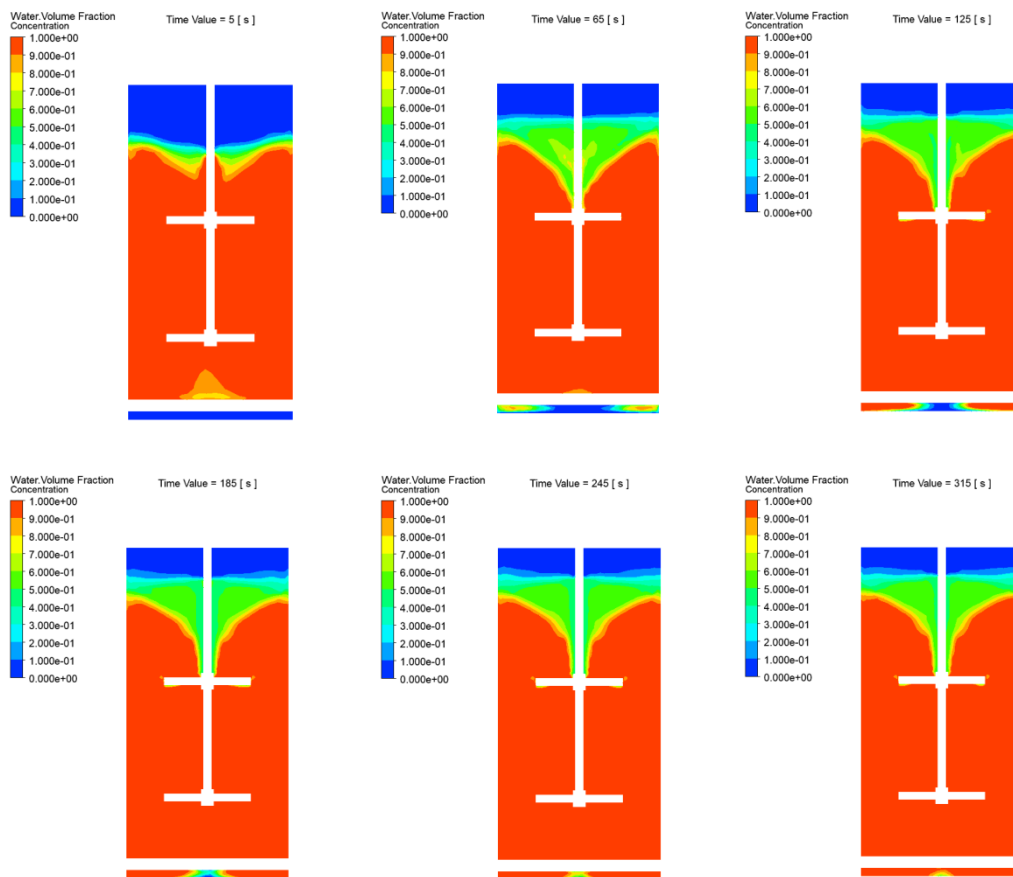 Water.Volume Fraction
Concentration
Time Value = 5 [ s ]
1.000e+00
9.000e-01
8.000e-01
7.000e-01
6.000e-01
5.000e-01
4.000e-01
3.000e-01
2.000e-01
1.000e-01
0.000e+00
Water.Volume Fraction
Concentration
Time Value = 65 [ s ]
1.000e+00
9.000e-01
8.000e-01
7.000e-01
6.000e-01
5.000e-01
4.000e-01
3.000e-01
2.000e-01
1.000e-01
0.000e+00
Water.Volume Fraction
Concentration
Time Value = 125 [ s ]
1.000e+00
9.000e-01
8.000e-01
7.000e-01
6.000e-01
5.000e-01
4.000e-01
3.000e-01
2.000e-01
1.000e-01
0.000e+00
Water.Volume Fraction
Concentration
Time Value = 185 [ s ]
1.000e+00
9.000e-01
8.000e-01
7.000e-01
6.000e-01
5.000e-01
4.000e-01
3.000e-01
2.000e-01
1.000e-01
0.000e+00
Water.Volume Fraction
Concentration
Time Value = 245 [ s ]
1.000e+00
9.000e-01
8.000e-01
7.000e-01
6.000e-01
5.000e-01
4.000e-01
3.000e-01
2.000e-01
1.000e-01
0.000e+00
Water.Volume Fraction
Concentration
Time Value = 315 [ s ]
1.000e+00
9.000e-01
8.000e-01
7.000e-01
6.000e-01
5.000e-01
4.000e-01
3.000e-01
2.000e-01
1.000e-01
0.000e+00